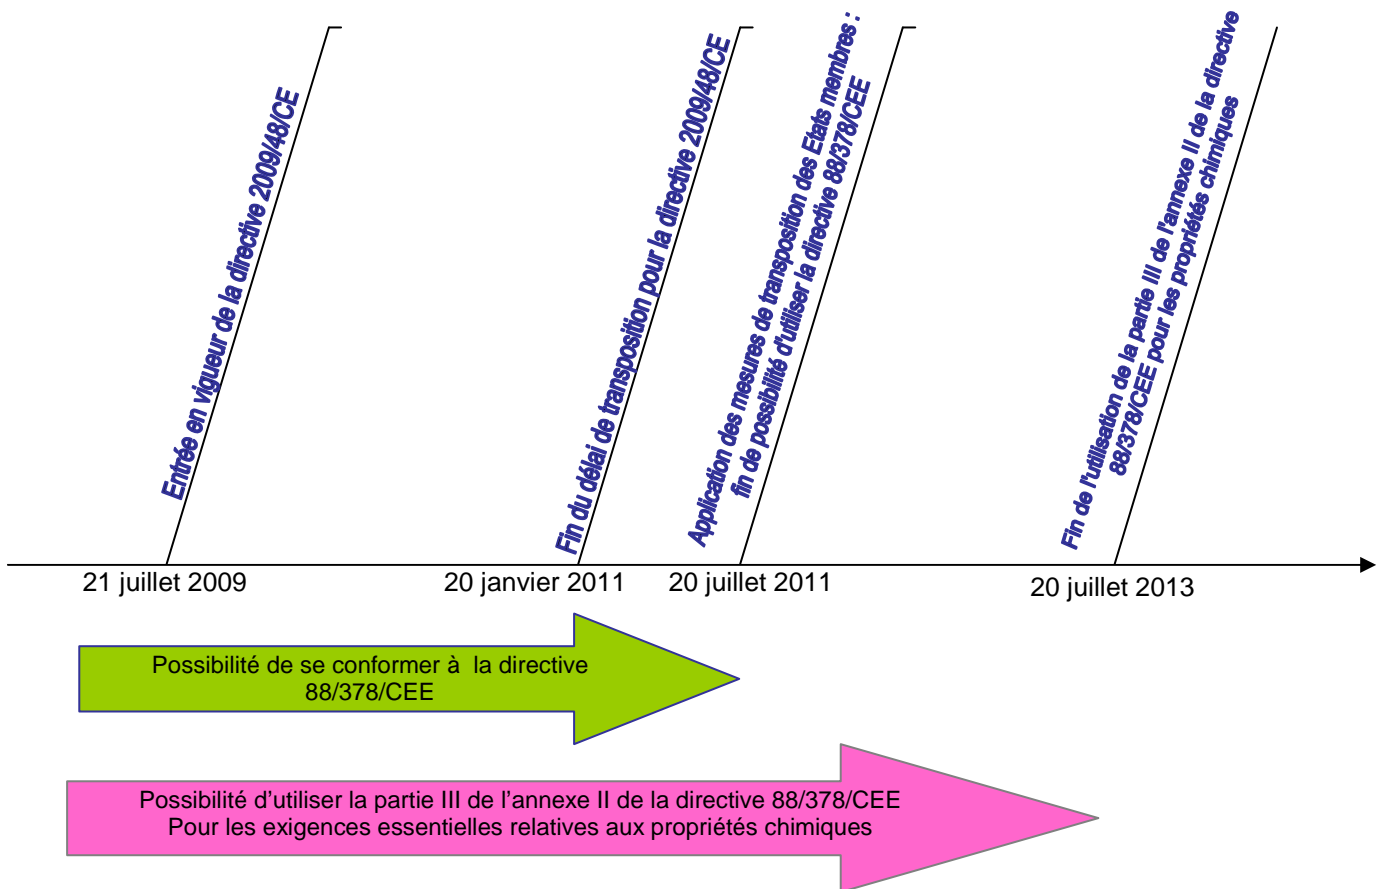 Entrée en vigueur de la directive 2009/48/CE
Fin du délai de transposition pour la directive 2009/48/CE
Application des mesures de transposition des Etats membres :
fin de possibilité d'utiliser la directive 88/378/CEE
Fin de l'utilisation de la partie III de l'annexe II de la directive
88/378/CEE pour les propriétés chimiques
21 juillet 2009
20 janvier 2011
20 juillet 2011
20 juillet 2013
Possibilité de se conformer à la directive
88/378/CEE
Possibilité d’utiliser la partie III de l’annexe II de la directive 88/378/CEE
Pour les exigences essentielles relatives aux propriétés chimiques